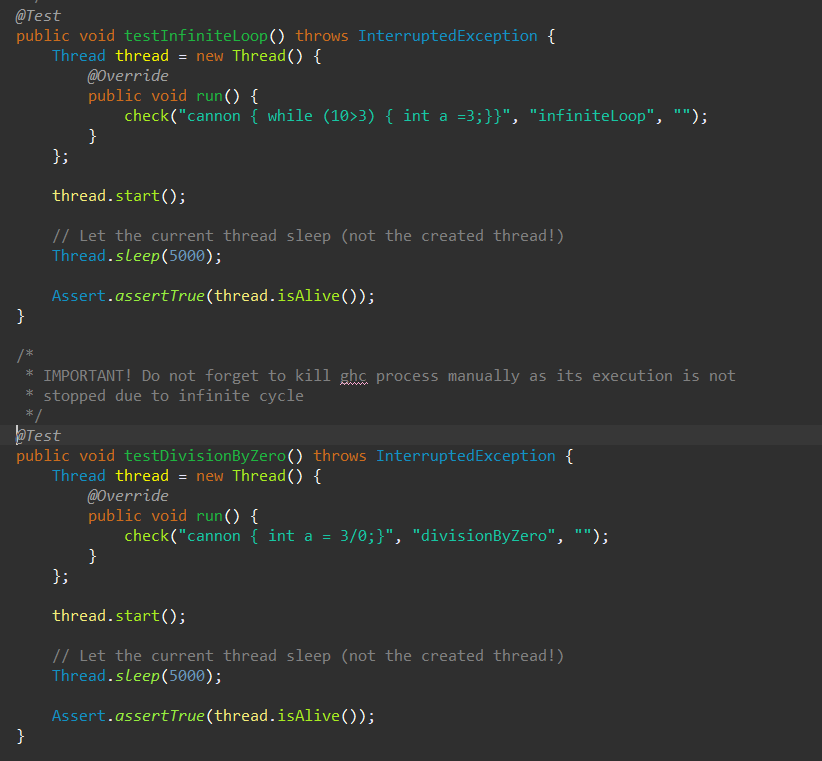 @Test
public void testInfiniteLoop() throws InterruptedException {
    Thread thread = new Thread() {
        @Override
        public void run() {
            check("cannon { while (10>3) { int a =3;}}", "infiniteLoop", "");
        }
    };

    thread.start();

    // Let the current thread sleep (not the created thread!)
    Thread.sleep(5000);

    Assert.assertTrue(thread.isAlive());
}

/*
 * IMPORTANT! Do not forget to kill ghc process manually as its execution is not
 * stopped due to infinite cycle
 */
@Test
public void testDivisionByZero() throws InterruptedException {
    Thread thread = new Thread() {
        @Override
        public void run() {
            check("cannon { int a = 3/0;}", "divisionByZero", "");
        }
    };

    thread.start();

    // Let the current thread sleep (not the created thread!)
    Thread.sleep(5000);

    Assert.assertTrue(thread.isAlive());
}